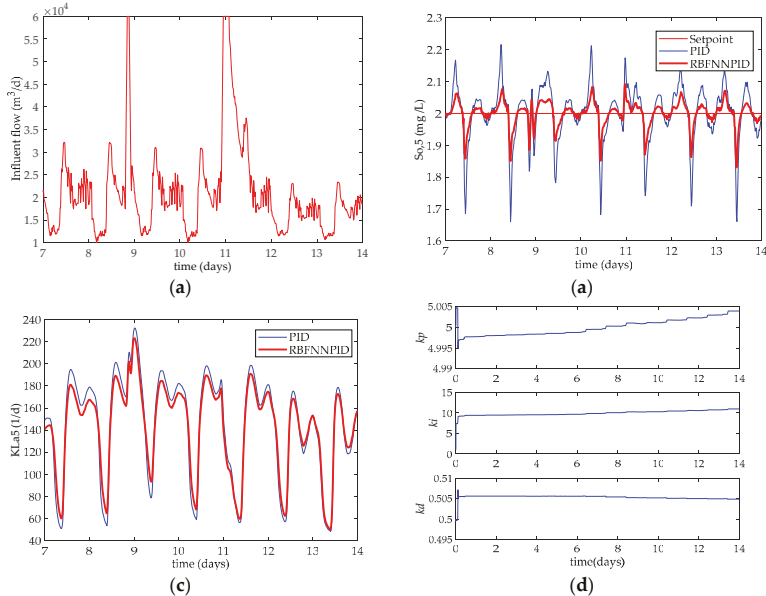 ×10⁴
6
5.5
5
4.5
4
3.5
3
2.5
2
1.5
1
Influent flow (m³/d)
7 8 9 10 11 12 13 14
time (days)
(a)
2.3
2.2
2.1
2
1.9
1.8
1.7
1.6
So,5 (mg /L)
Setpoint
PID
RBFNNPID
7 8 9 10 11 12 13 14
time (days)
(a)
240
220
200
180
160
140
120
100
80
60
40
KLa5 (1/d)
PID
RBFNNPID
7 8 9 10 11 12 13 14
time (days)
(c)
5.005
5
4.995
4.99
kp
0 2 4 6 8 10 12 14
15
10
5
0
ki
0 2 4 6 8 10 12 14
0.51
0.505
0.5
0.495
kd
0 2 4 6 8 10 12 14
time(days)
(d)